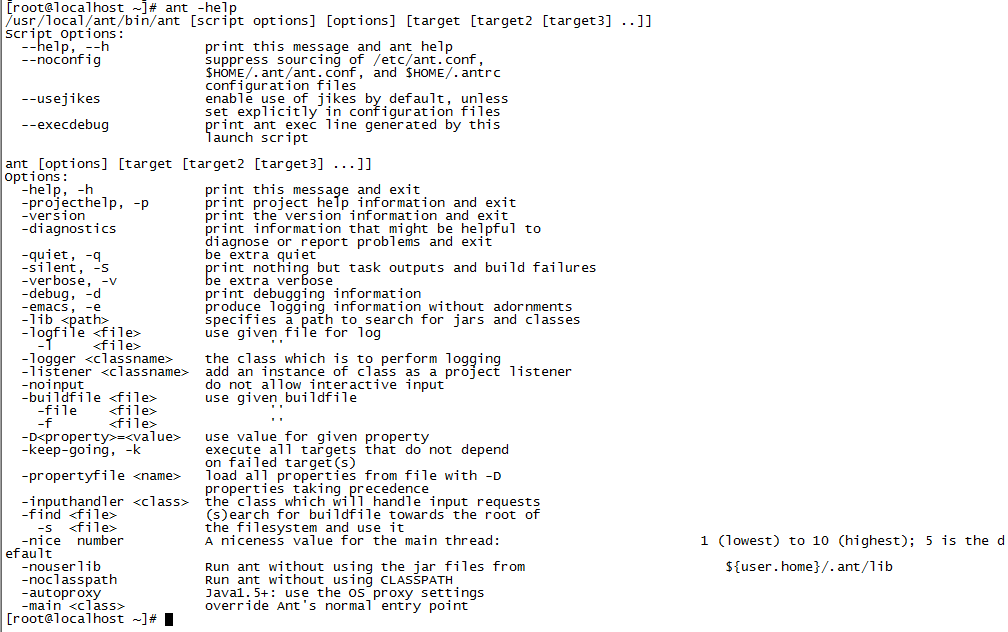 [root@localhost ~]# ant -help
/usr/local/ant/bin/ant [script options] [options] [target [target2 [target3] ..]]
Script Options:
  --help, --h            print this message and ant help
  --noconfig             suppress sourcing of /etc/ant.conf,
                         $HOME/.ant/ant.conf, and $HOME/.antrc
                         configuration files
  --usejikes             enable use of jikes by default, unless
                         set explicitly in configuration files
  --execdebug            print ant exec line generated by this
                         launch script

ant [options] [target [target2 [target3] ...]]
Options:
  -help, -h              print this message and exit
  -projecthelp, -p       print project help information and exit
  -version               print the version information and exit
  -diagnostics           print information that might be helpful to
                         diagnose or report problems and exit
  -quiet, -q             be extra quiet
  -silent, -S            print nothing but task outputs and build failures
  -verbose, -v           be extra verbose
  -debug, -d             print debugging information
  -emacs, -e             produce logging information without adornments
  -lib <path>            specifies a path to search for jars and classes
  -logfile <file>        use given file for log
    -l     <file>                ''
  -logger <classname>    the class which is to perform logging
  -listener <classname>  add an instance of class as a project listener
  -noinput               do not allow interactive input
  -buildfile <file>      use given buildfile
    -file    <file>              ''
    -f       <file>              ''
  -D<property>=<value>   use value for given property
  -keep-going, -k        execute all targets that do not depend
                         on failed target(s)
  -propertyfile <name>   load all properties from file with -D
                         properties taking precedence
  -inputhandler <class>  the class which will handle input requests
  -find <file>           (s)earch for buildfile towards the root of
    -s  <file>           the filesystem and use it
  -nice  number          A niceness value for the main thread:                         1 (lowest) to 10 (highest); 5 is the d
efault
  -nouserlib             Run ant without using the jar files from                         ${user.home}/.ant/lib
  -noclasspath           Run ant without using CLASSPATH
  -autoproxy             Java1.5+: use the OS proxy settings
  -main <class>          override Ant's normal entry point
[root@localhost ~]#